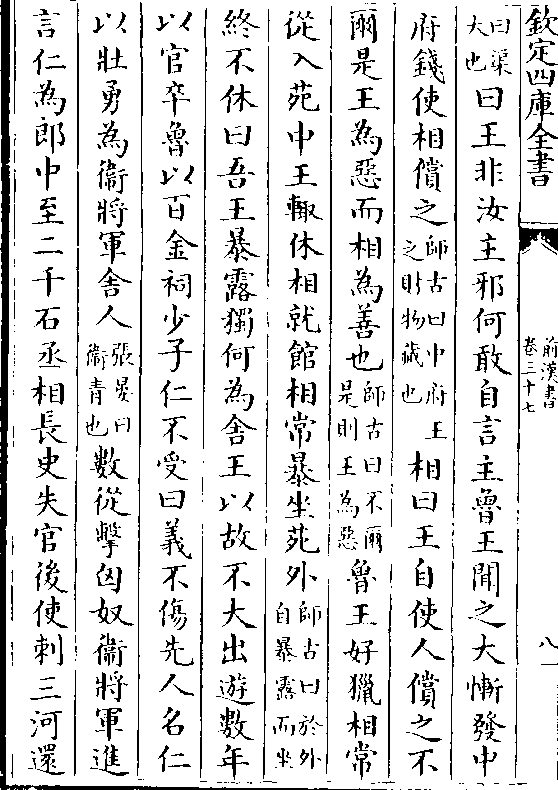 欽定四庫全書
前漢書
卷三十七
八
曰渠
大也曰王非汝主邪何敢自言主魯王聞之大慚發中
府錢使相償之師古曰中府王
之財物藏也相曰王自使人償之不
爾是王為惡而相為善也師古曰不爾
是則王為惡魯王好獵相常
從入苑中王輙休相就館相常暴坐苑外師古曰於外
自暴露而坐
終不休曰吾王暴露獨何為舍王以故不大出遊數年
以官卒魯以百金祠少子仁不受曰義不傷先人名仁
以壯勇為衞將軍舍人張晏曰
衞青也數從擊匈奴衞將軍進
言仁為郎中至二千石丞相長史失官後使刺三河還